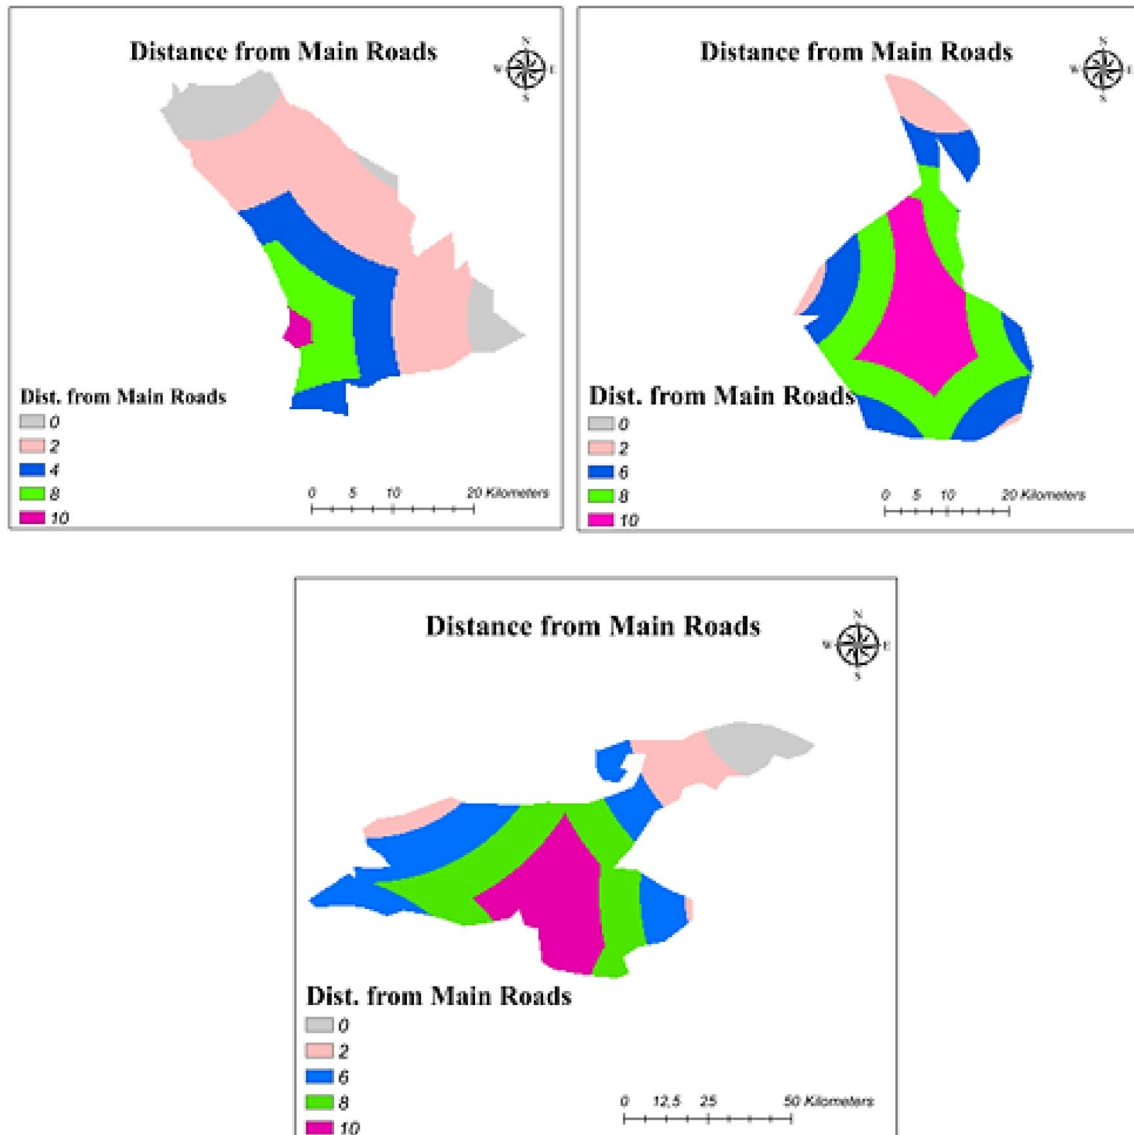 Distance from Main Roads
N
W E
S
Dist. from Main Roads
0
2
4
8
10
0 5 10 20 Kilometers
Distance from Main Roads
N
W E
S
Dist. from Main Roads
0
2
6
8
10
0 5 10 20 Kilometers
Distance from Main Roads
N
W E
S
Dist. from Main Roads
0
2
6
8
10
0 12,5 25 50 Kilometers